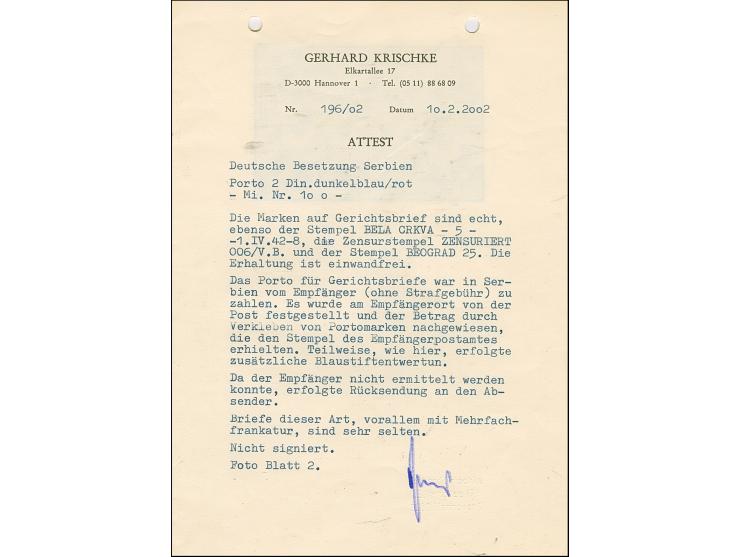 GERHARD KRISCHKE
Elkartallee 17
D-3000 Hannover 1 · Tel. (05 11) 88 68 09
Nr. 196/o2 Datum 1o.2.2oo2
ATTEST
Deutsche Besetzung Serbien
Porto 2 Din.dunkelblau/rot
- Mi. Nr. 1o o -
Die Marken auf Gerichtsbrief sind echt,
ebenso der Stempel BELA CRKVA - 5 -
-1.IV.42-8, die Zensurstempel ZENSURIERT
OO6/V.B. und der Stempel BEOGRAD 25. Die
Erhaltung ist einwandfrei.
Das Porto für Gerichtsbriefe war in Ser-
bien vom Empfänger (ohne Strafgebühr) zu
zahlen. Es wurde am Empfängerort von der
Post festgestellt und der Betrag durch
Verkleben von Portomarken nachgewiesen,
die den Stempel des Empfängerpostamtes
erhielten. Teilweise, wie hier, erfolgte
zusätzliche Blaustiftentwertun.
Da der Empfänger nicht ermittelt werden
konnte, erfolgte Rücksendung an den Ab-
sender.
Briefe dieser Art, vorallem mit Mehrfach-
frankatur, sind sehr selten.
Nicht signiert.
Foto Blatt 2.